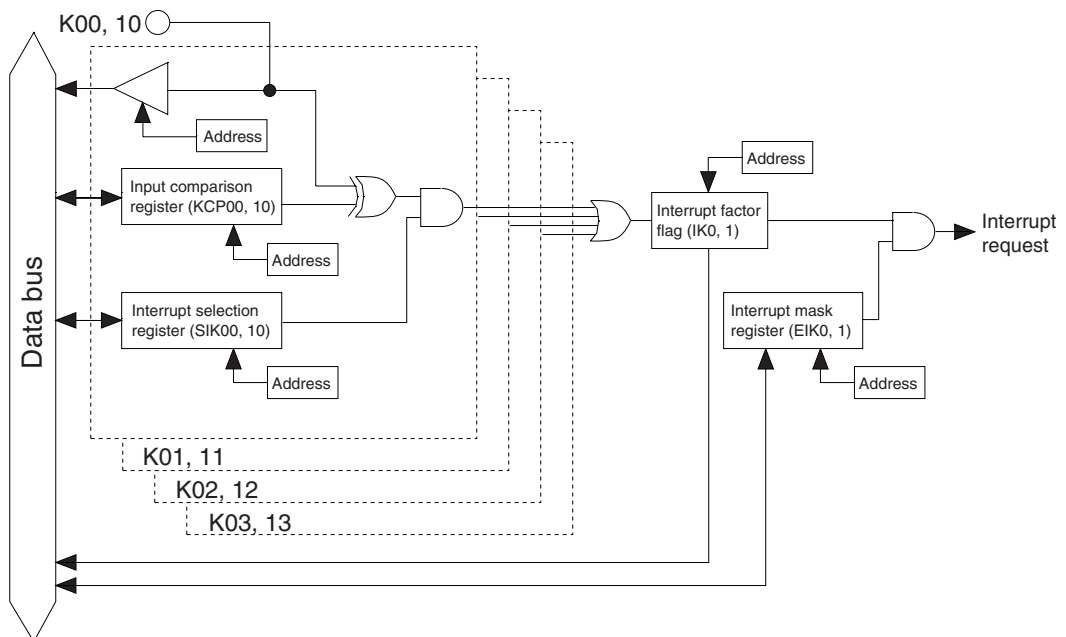 K00, 10
Data bus
Address
Input comparison
register (KCP00, 10)
Address
Interrupt selection
register (SIK00, 10)
Address
K01, 11
K02, 12
K03, 13
Address
Interrupt factor
flag (IK0, 1)
Interrupt
request
Interrupt mask
register (EIK0, 1)
Address